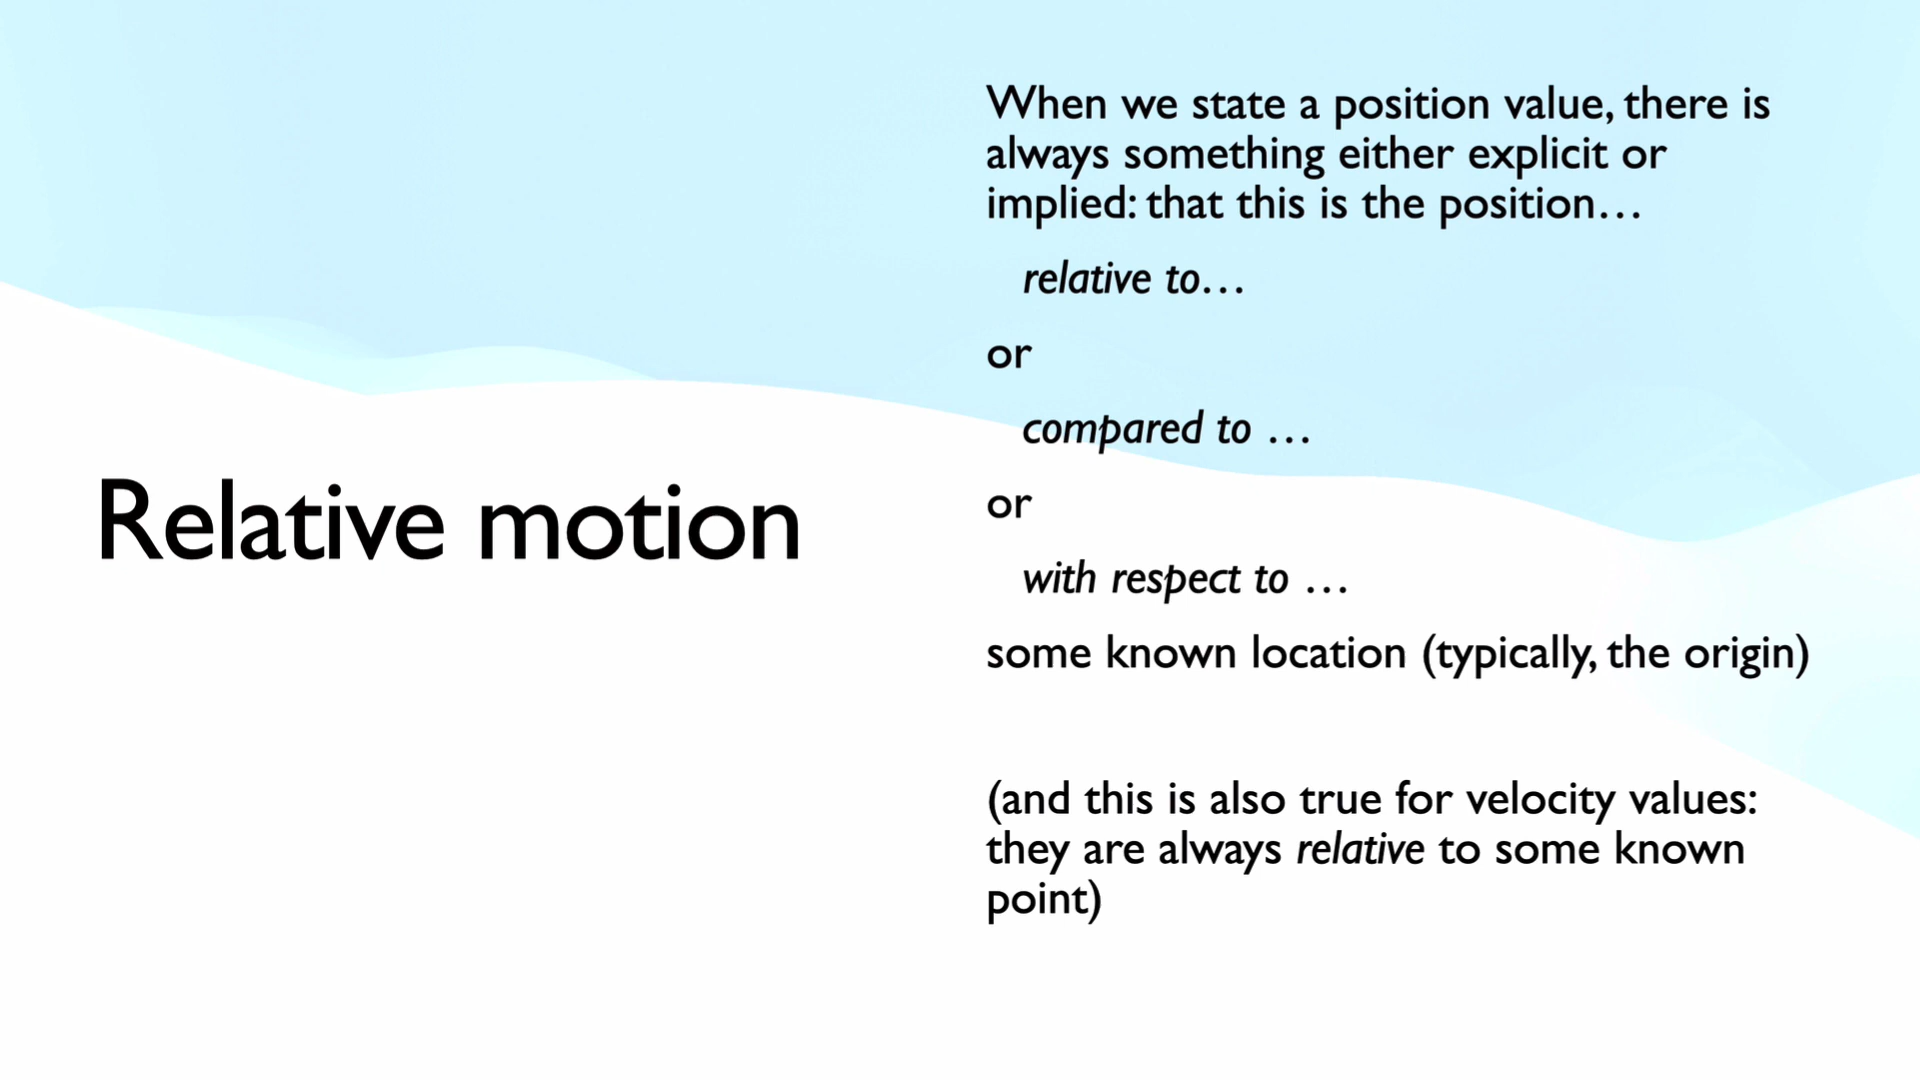 Relative motion
When we state a position value, there is
always something either explicit or
implied: that this is the position…
relative to…
or
compared to …
or
with respect to …
some known location (typically, the origin)
(and this is also true for velocity values:
they are always relative to some known
point)